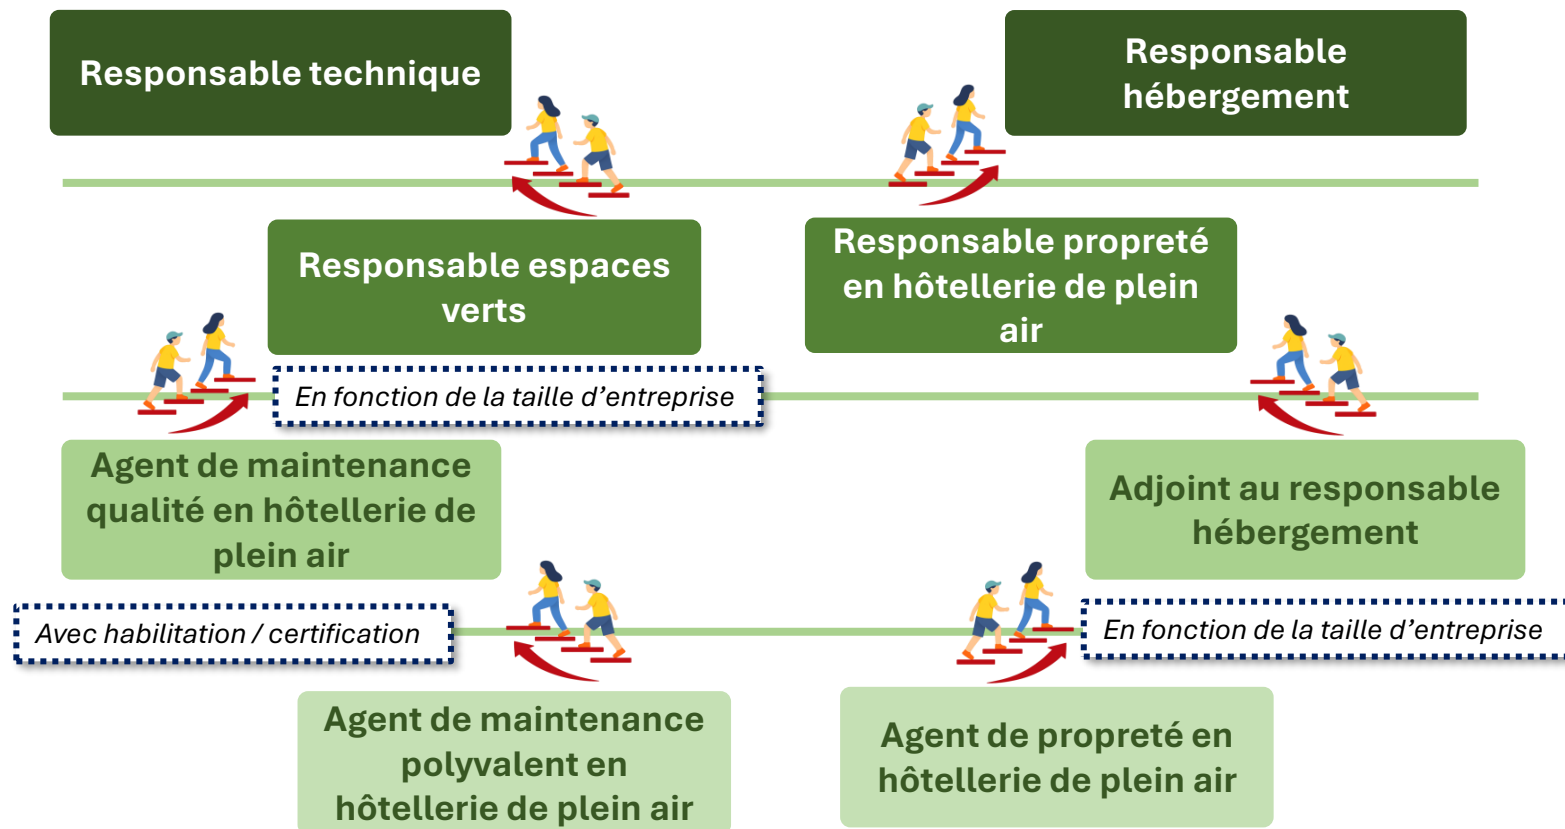 Responsable technique
Responsable
hébergement
Responsable espaces
verts
Responsable propreté
en hôtellerie de plein
air
En fonction de la taille d’entreprise
Agent de maintenance
qualité en hôtellerie de
plein air
Adjoint au responsable
hébergement
Avec habilitation / certification
En fonction de la taille d’entreprise
Agent de maintenance
polyvalent en
hôtellerie de plein air
Agent de propreté en
hôtellerie de plein air